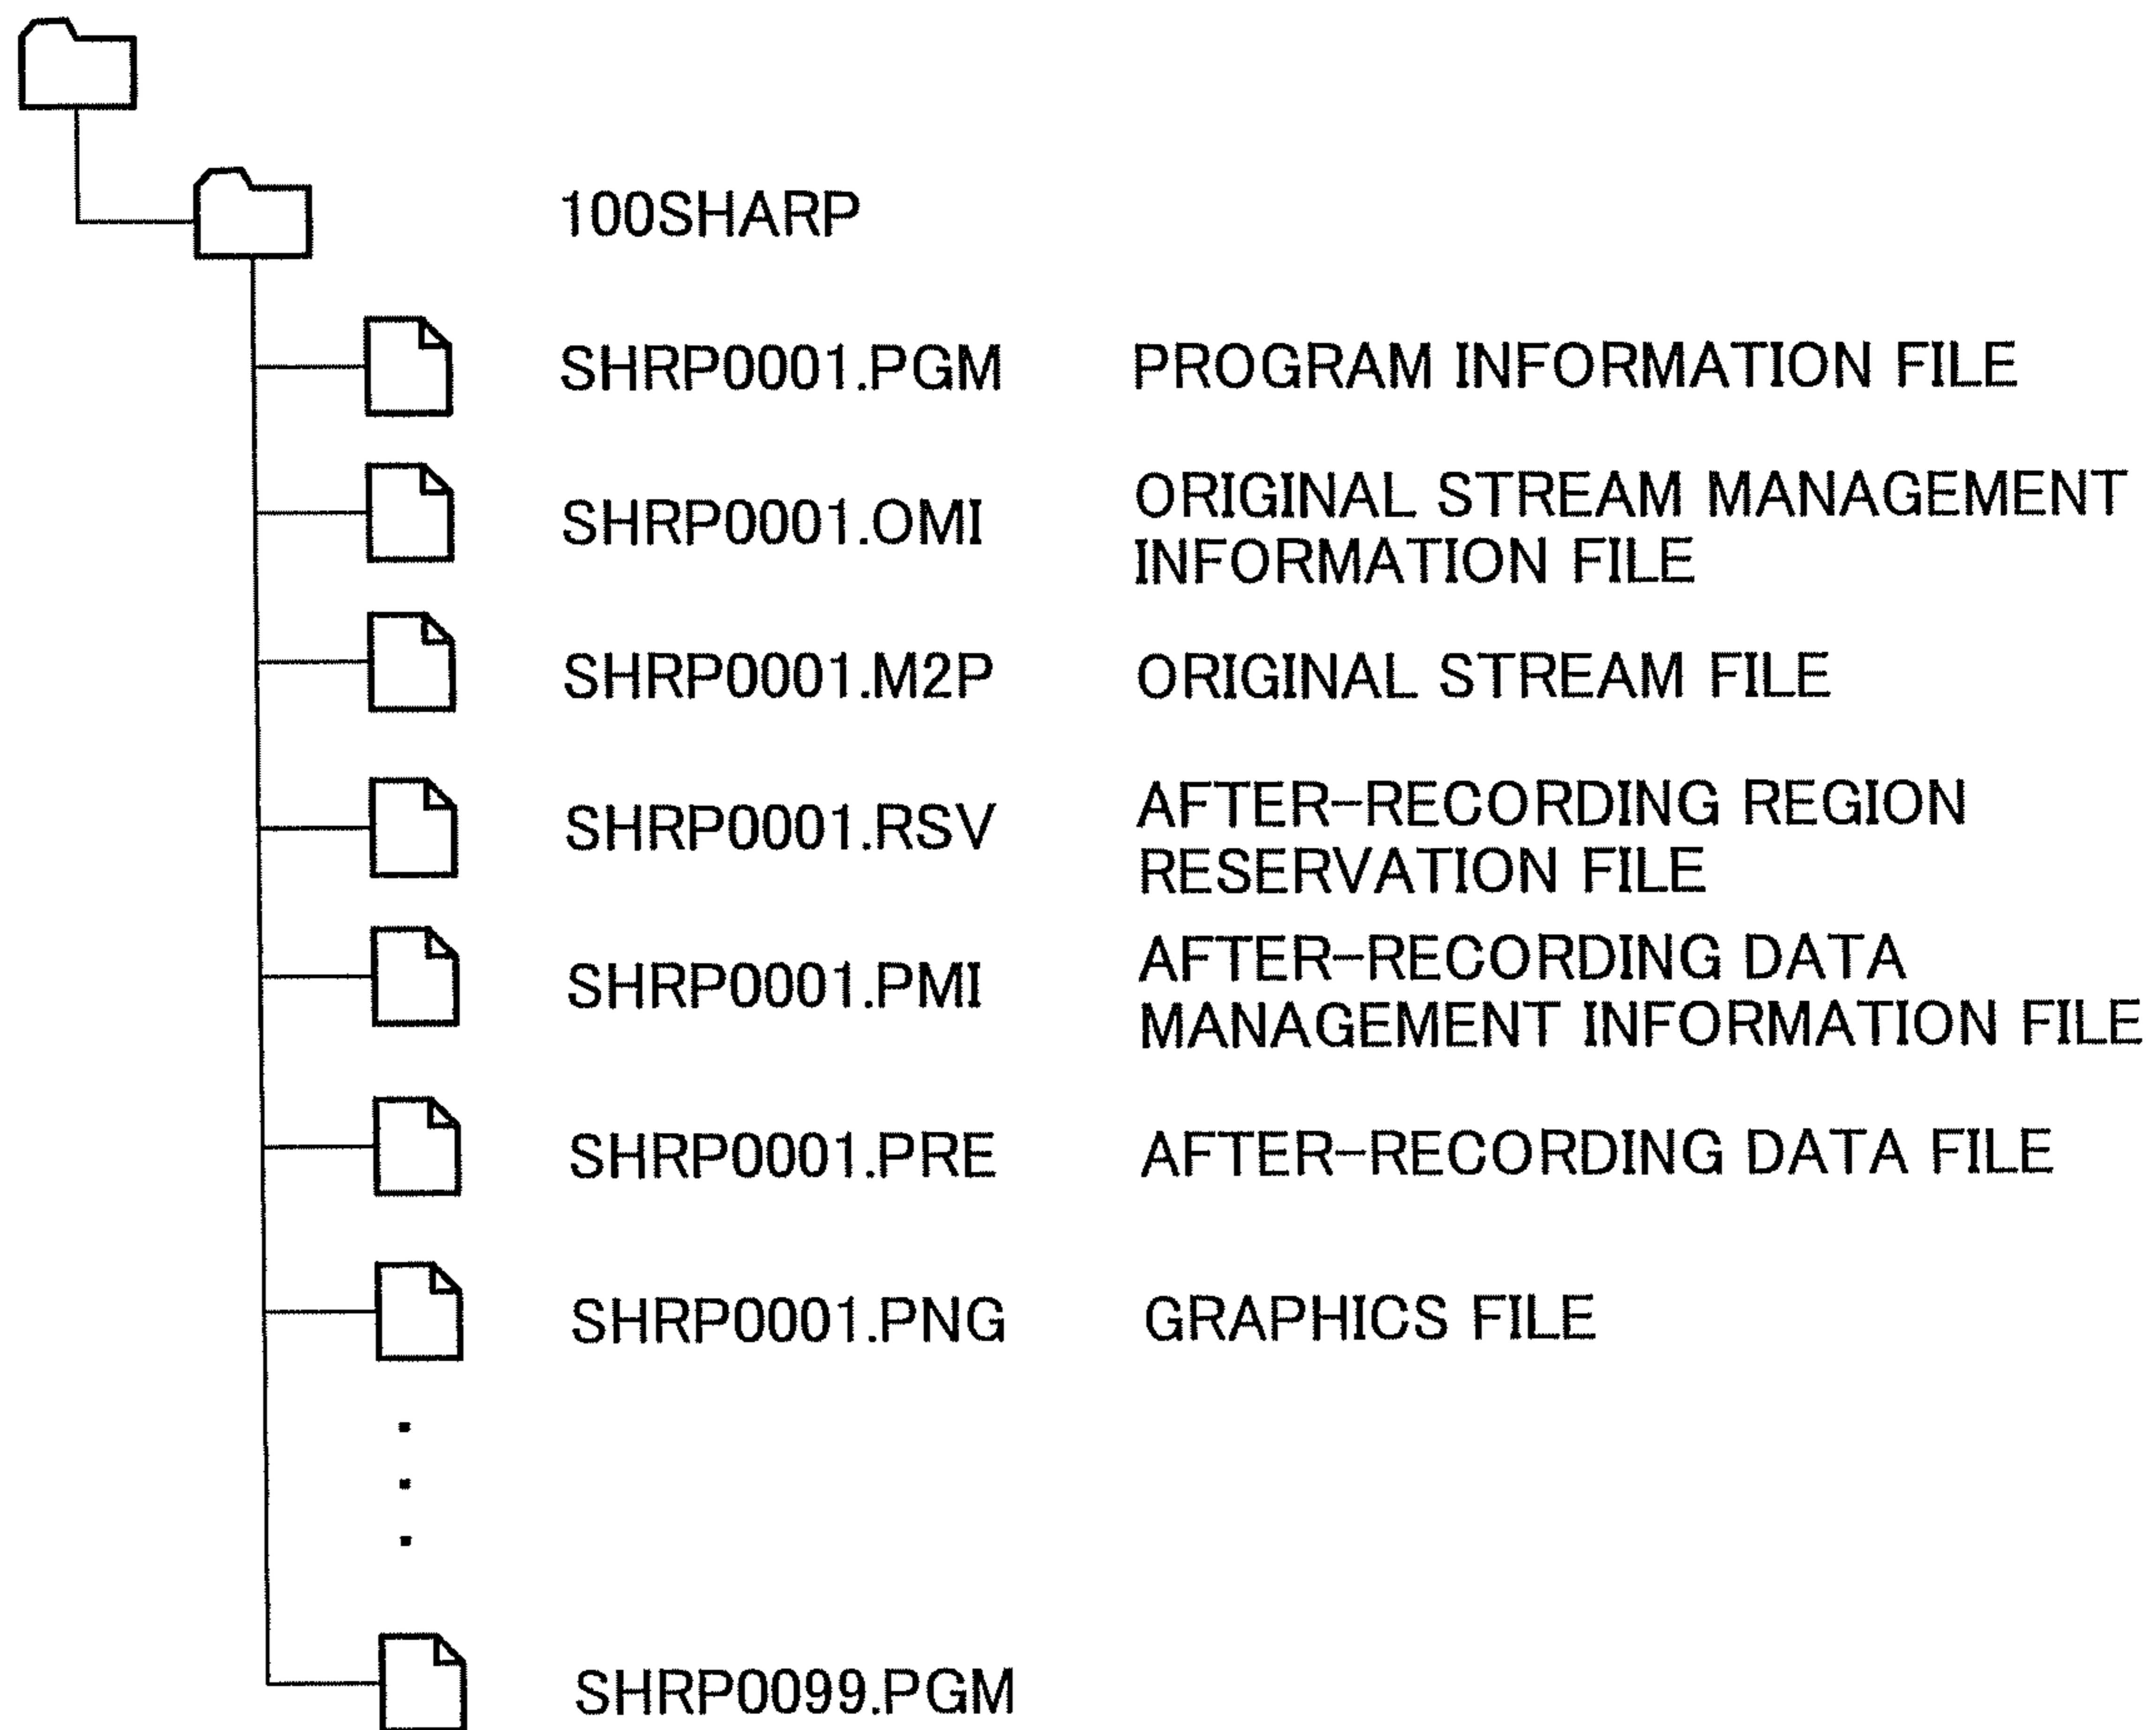 100SHARP
SHRP0001.PGM PROGRAM INFORMATION FILE
SHRP0001.OMI ORIGINAL STREAM MANAGEMENT
INFORMATION FILE
SHRP0001.M2P ORIGINAL STREAM FILE
SHRP0001.RSV AFTER-RECORDING REGION
RESERVATION FILE
SHRP0001.PMI AFTER-RECORDING DATA
MANAGEMENT INFORMATION FILE
SHRP0001.PRE AFTER-RECORDING DATA FILE
SHRP0001.PNG GRAPHICS FILE
SHRP0099.PGM